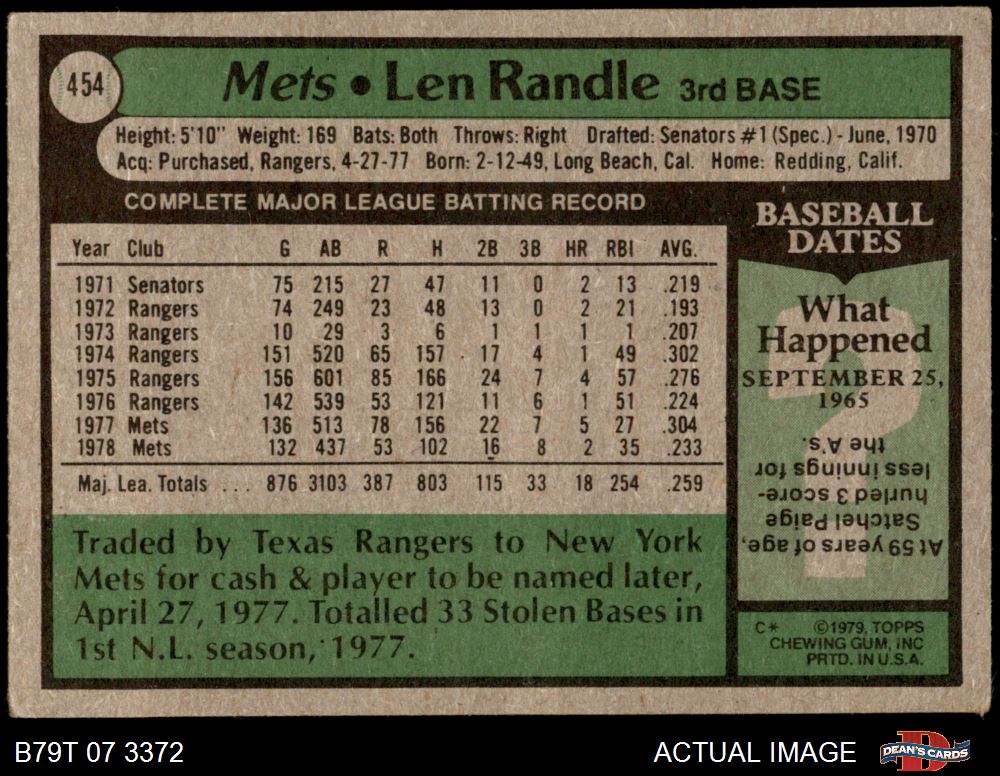 454
Mets • Len Randle 3rd BASE
Height: 5'10" Weight: 169 Bats: Both Throws: Right Drafted: Senators #1 (Spec.) - June, 1970
Acq: Purchased, Rangers, 4-27-77 Born: 2-12-49, Long Beach, Cal. Home: Redding, Calif.
COMPLETE MAJOR LEAGUE BATTING RECORD
Year Club G AB R H 2B 3B HR RBI AVG.
1971 Senators 75 215 27 47 11 0 2 13 .219
1972 Rangers 74 249 23 48 13 0 2 21 .193
1973 Rangers 10 29 3 6 1 1 1 1 .207
1974 Rangers 151 520 65 157 17 4 1 49 .302
1975 Rangers 156 601 85 166 24 7 4 57 .276
1976 Rangers 142 539 53 121 11 6 1 51 .224
1977 Mets 136 513 78 156 22 7 5 27 .304
1978 Mets 132 437 53 102 16 8 2 35 .233
Maj. Lea. Totals ... 876 3103 387 803 115 33 18 254 .259
Traded by Texas Rangers to New York
Mets for cash & player to be named later,
April 27, 1977. Totalled 33 Stolen Bases in
1st N.L. season, 1977.
BASEBALL
DATES
What
Happened
SEPTEMBER 25,
1965
?
At 59 years of age,
Satchel Paige
hurled 3 score-
less innings for
the A's.
C* ©1979, TOPPS
CHEWING GUM, INC
PRTD. IN U.S.A.
B79T 07 3372
ACTUAL IMAGE
D
DEAN'S CARDS